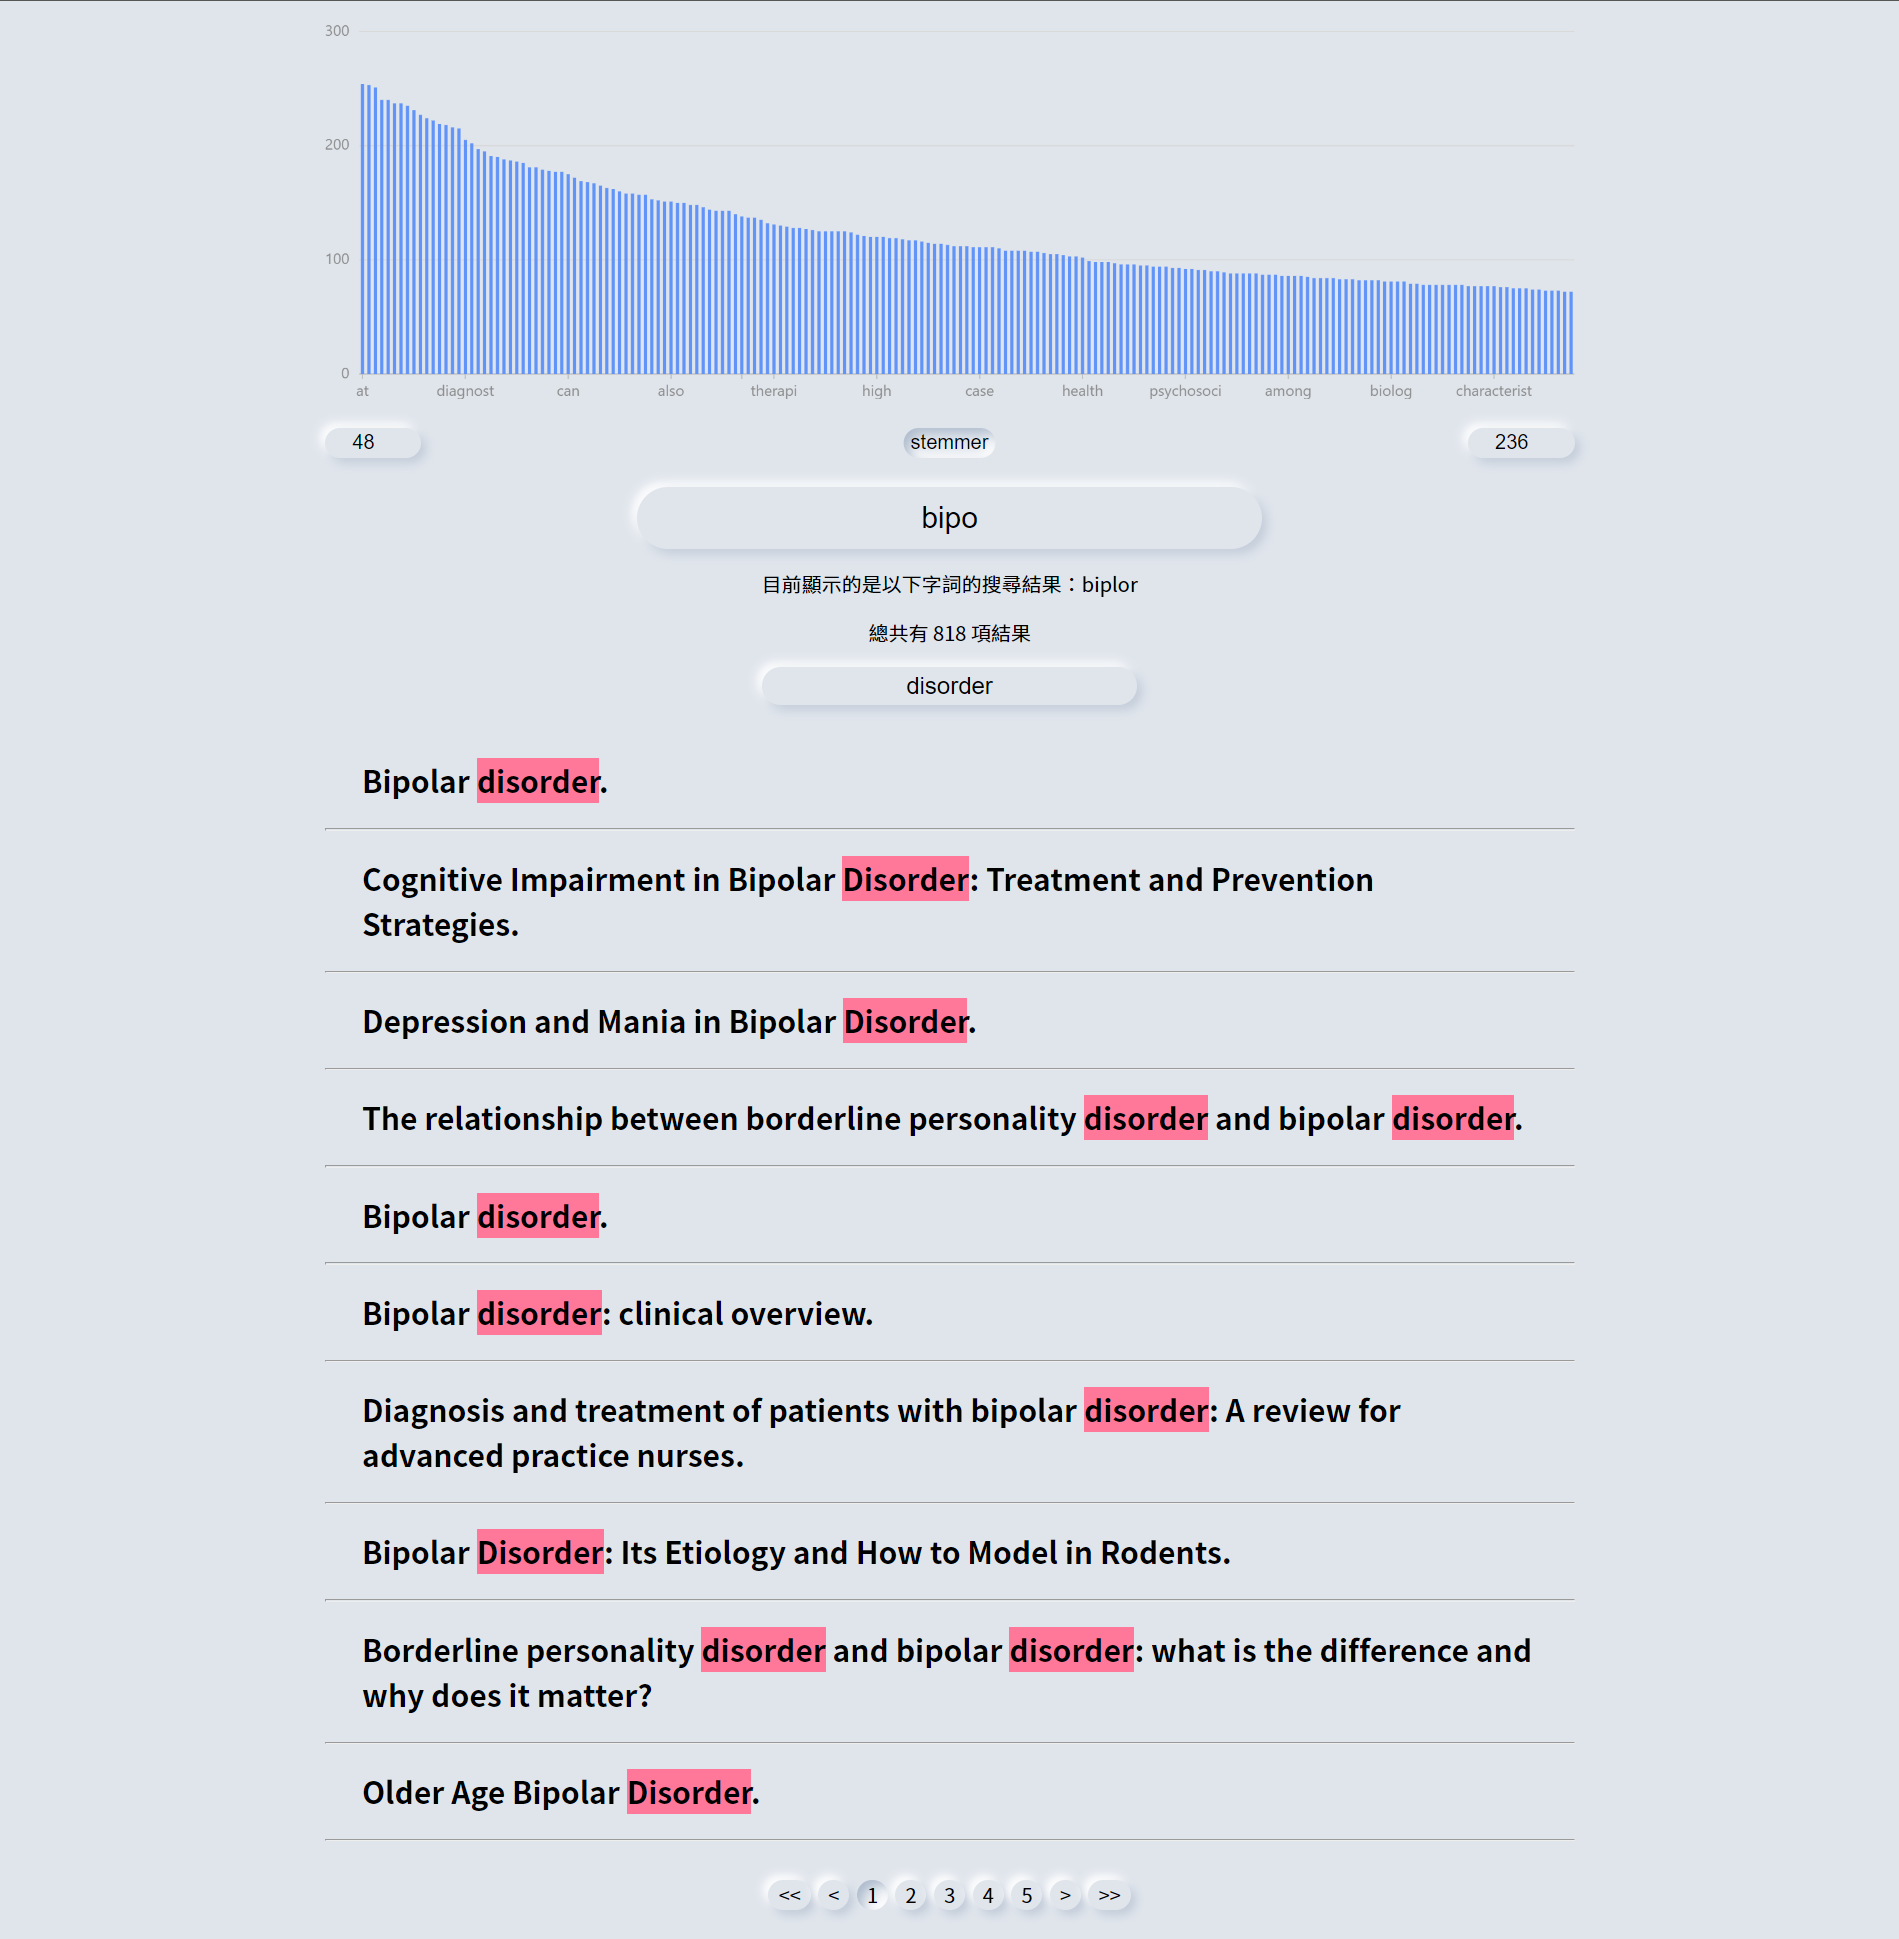 300
200
100
0
at diagnost can also therapi high case health psychosoci among biolog characterist
48 stemmer 236
bipo
目前顯示的是以下字詞的搜尋結果：biplor
總共有 818 項結果
disorder
Bipolar disorder.
Cognitive Impairment in Bipolar Disorder: Treatment and Prevention
Strategies.
Depression and Mania in Bipolar Disorder.
The relationship between borderline personality disorder and bipolar disorder.
Bipolar disorder.
Bipolar disorder: clinical overview.
Diagnosis and treatment of patients with bipolar disorder: A review for
advanced practice nurses.
Bipolar Disorder: Its Etiology and How to Model in Rodents.
Borderline personality disorder and bipolar disorder: what is the difference and
why does it matter?
Older Age Bipolar Disorder.
<< < 1 2 3 4 5 > >>